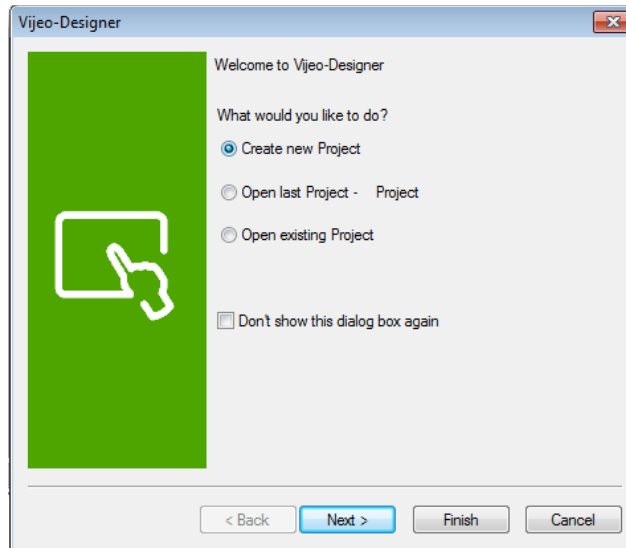 Vijeo-Designer
Welcome to Vijeo-Designer
What would you like to do?
Create new Project
Open last Project - Project
Open existing Project
Don't show this dialog box again
< Back Next > Finish Cancel